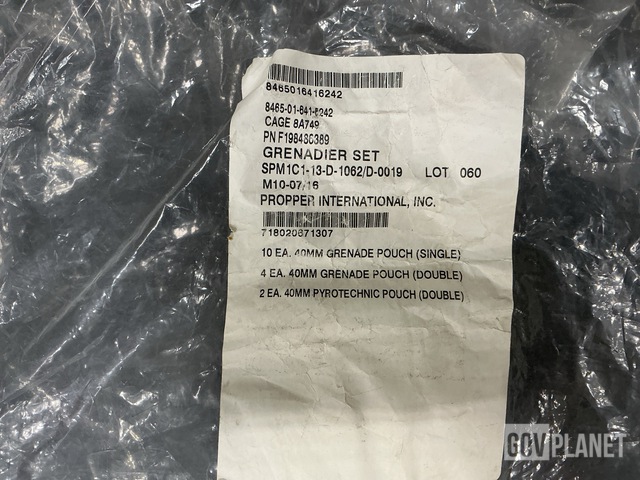 8465016416242
8465-01-641-6242
CAGE 8A749
PN F198486389
GRENADIER SET
SPM1C1-13-D-1062/D-0019 LOT 060
M10-07/16
PROPPER INTERNATIONAL, INC.
718020671307
10 EA. 40MM GRENADE POUCH (SINGLE)
4 EA. 40MM GRENADE POUCH (DOUBLE)
2 EA. 40MM PYROTECHNIC POUCH (DOUBLE)
GOVPLANET